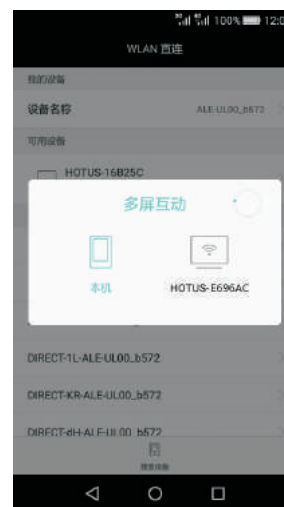 100% 12:0
WLAN 直连
我的设备
设备名称 ALE-UL00_b572
可用设备
HOTUS-16B25C
多屏互动
本机 HOTUS-E696AC
DIRECT-1L-ALE-UL00_b572
DIRECT-KR-ALE-UL00_b572
DIRECT-dH-ALE-UL00_b572
搜索设备